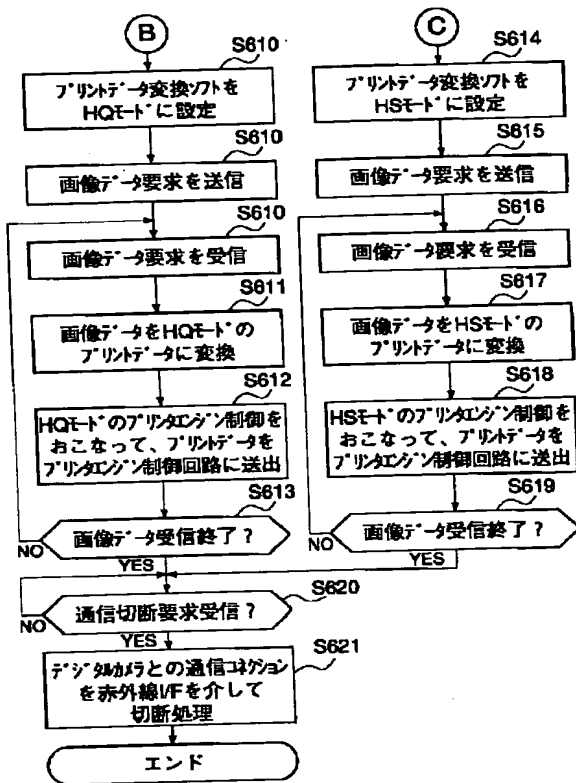 B
S610
プリントデータ変換ソフトを
HQモードに設定
S610
画像データ要求を送信
S610
画像データ要求を受信
S611
画像データをHQモードの
プリントデータに変換
S612
HQモードのプリンタエンジン制御を
おこなって、プリントデータを
プリンタエンジン制御回路に送出
S613
画像データ受信終了?
NO
YES
C
S614
プリントデータ変換ソフトを
HSモードに設定
S615
画像データ要求を送信
S616
画像データ要求を受信
S617
画像データをHSモードの
プリントデータに変換
S618
HSモードのプリンタエンジン制御を
おこなって、プリントデータを
プリンタエンジン制御回路に送出
S619
画像データ受信終了?
NO
YES
S620
通信切断要求受信?
NO
YES
S621
デジタルカメラとの通信コネクション
を赤外線I/Fを介して
切断処理
エンド